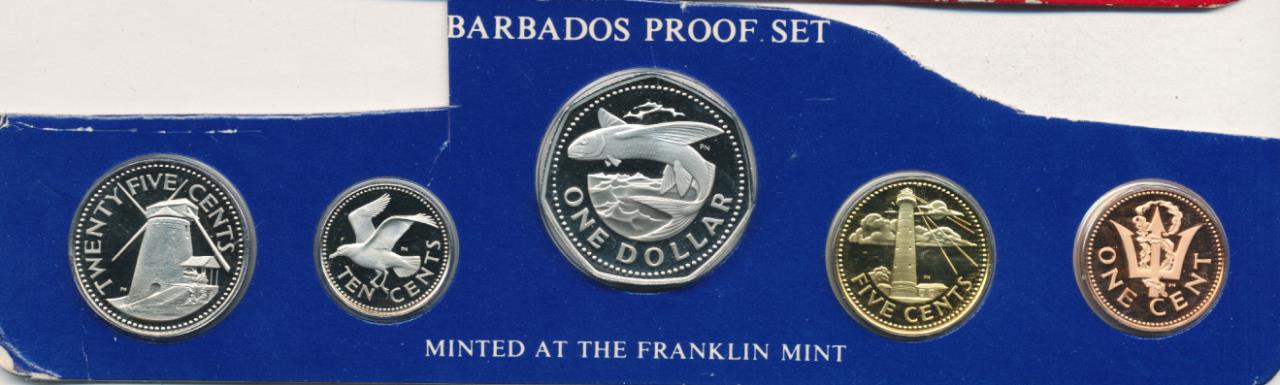 BARBADOS PROOF SET
TWENTY FIVE CENTS
TEN CENTS
ONE DOLLAR
PN
FIVE CENTS
ONE CENT
MINTED AT THE FRANKLIN MINT